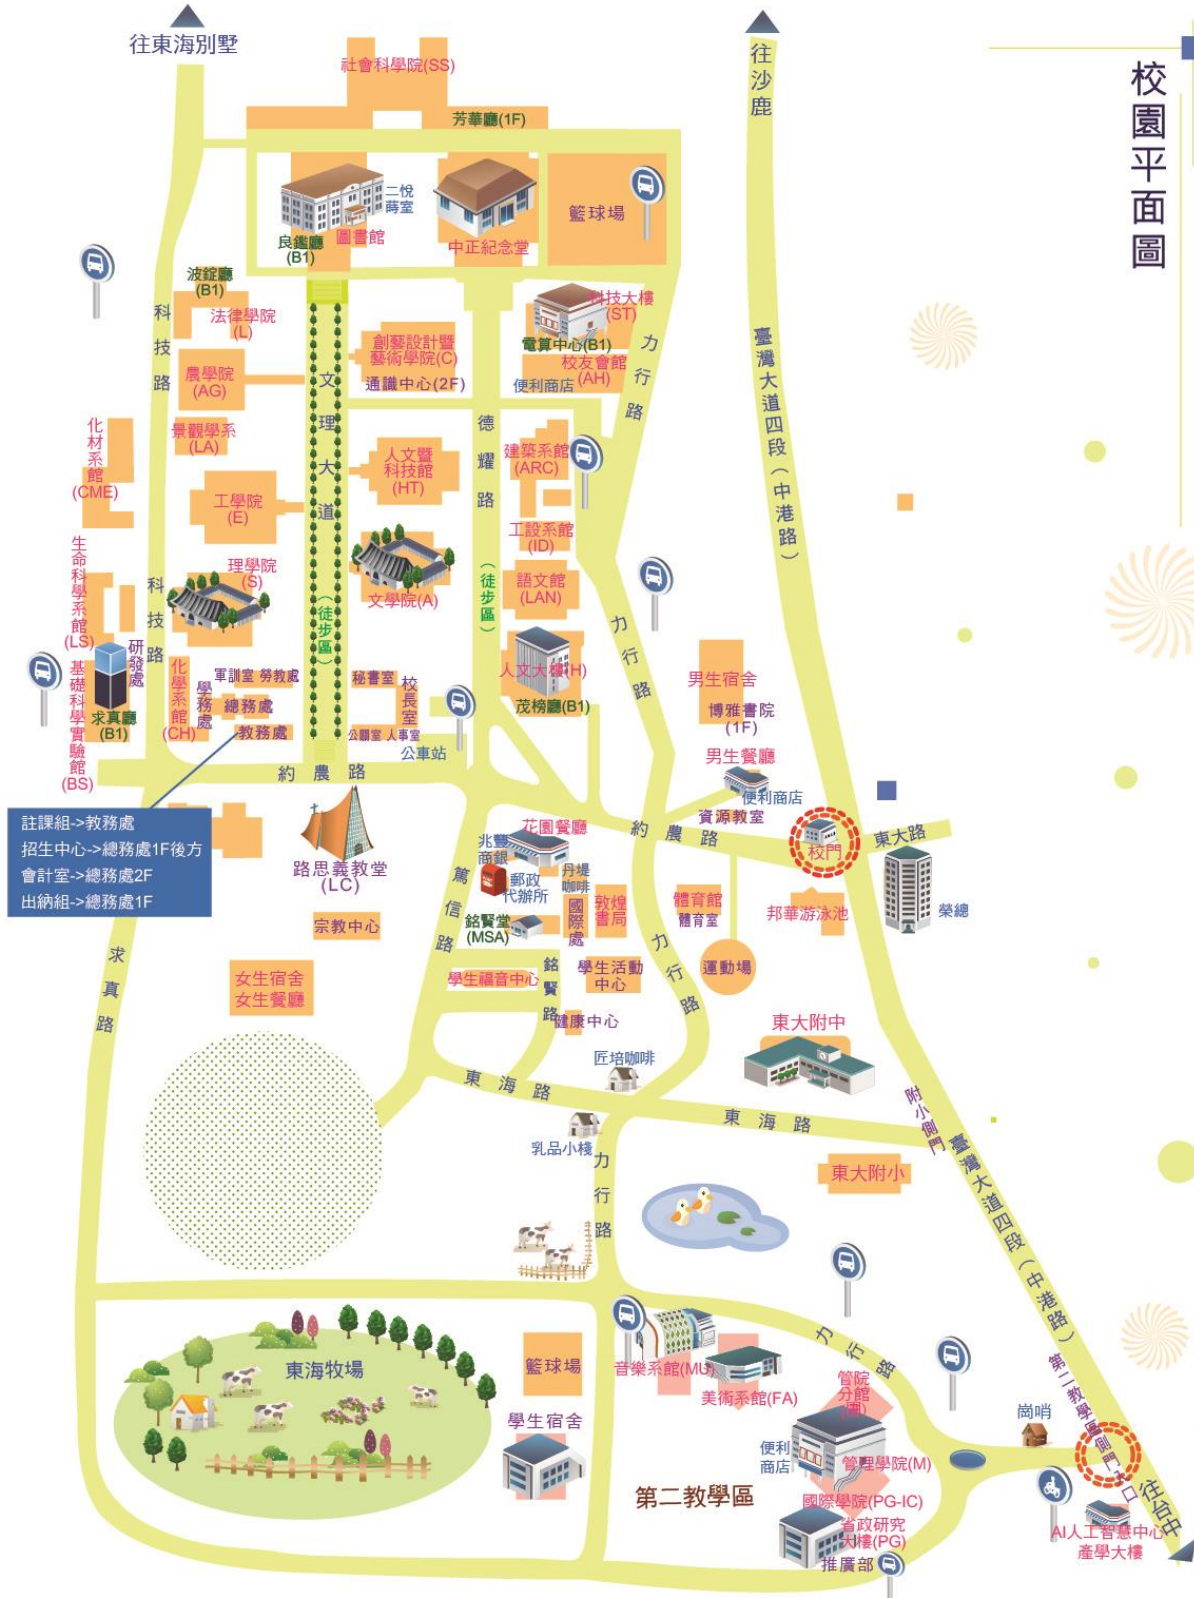 往東海別墅
往沙鹿
校園平面圖
社會科學院(SS)
芳華廳(1F)
二悅
蒔室
圖書館
良鑑廳
(B1)
中正紀念堂
籃球場
波錠廳
(B1)
法律學院
(L)
科技路
農學院
(AG)
文理大道
(徒步區)
創藝設計暨
藝術學院(C)
通識中心(2F)
科技大樓
(ST)
電算中心(B1)
校友會館
(AH)
便利商店
力行路
臺灣大道四段(中港路)
化材系館
(CME)
景觀學系
(LA)
人文暨
科技館
(HT)
德耀路
(徒步區)
建築系館
(ARC)
工學院
(E)
工設系館
(ID)
生命科學系館
(LS)
科技路
理學院
(S)
文學院(A)
語文館
(LAN)
力行路
研發處
基礎科學實驗館
(BS)
求真廳
(B1)
化學系館
(CH)
學務處
軍訓室 勞教處
總務處
教務處
秘書室
校長室
公關室 人事室
公車站
人文大樓(H)
茂榜廳(B1)
男生宿舍
博雅書院
(1F)
男生餐廳
便利商店
資源教室
約農路
約農路
校門
東大路
註課組->教務處
招生中心->總務處1F後方
會計室->總務處2F
出納組->總務處1F
路思義教堂
(LC)
花園餐廳
兆豐
商銀
郵政
代辦所
丹堤
咖啡
篤信路
銘賢堂
(MSA)
國際處
敦煌
書局
體育館
體育室
邦華游泳池
榮總
宗教中心
力行路
求真路
女生宿舍
女生餐廳
學生福音中心
銘賢路
學生活動
中心
運動場
健康中心
東大附中
匠培咖啡
東海路
東海路
附小側門
乳品小棧
東大附小
力行路
臺灣大道四段(中港路)
東海牧場
籃球場
音樂系館(MU)
美術系館(FA)
力行路
管院
分館
第二教學區側門入口
崗哨
學生宿舍
便利
商店
管理學院(M)
第二教學區
國際學院(PG-IC)
省政研究
大樓(PG)
推廣部
往台中
AI人工智慧中心
產學大樓